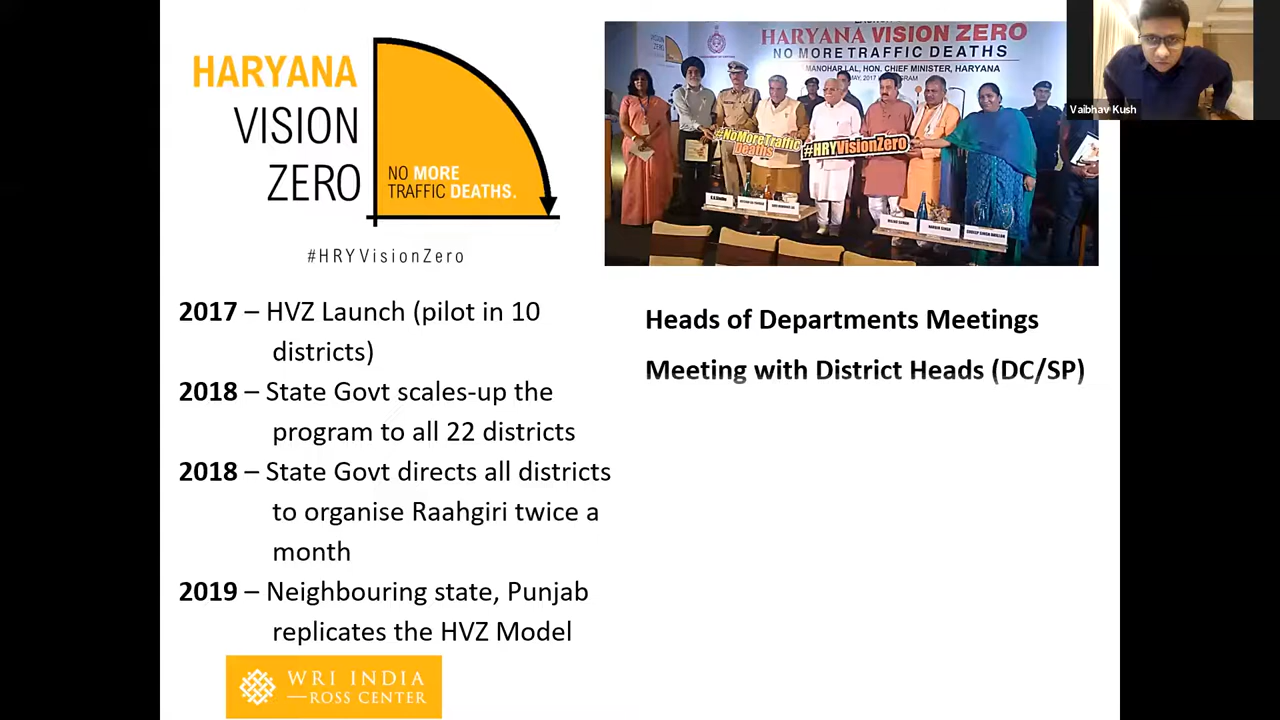 HARYANA
VISION
ZERO
NO MORE
TRAFFIC DEATHS.
#HRYVisionZero
HARYANA VISION ZERO
NO MORE TRAFFIC DEATHS
MANOHAR LAL, HON. CHIEF MINISTER, HARYANA
MAY, 2017
#NoMoreTraffic
Deaths
#HRYVisionZero
Vaibhav Kush
2017 – HVZ Launch (pilot in 10
districts)
2018 – State Govt scales-up the
program to all 22 districts
2018 – State Govt directs all districts
to organise Raahgiri twice a
month
2019 – Neighbouring state, Punjab
replicates the HVZ Model
Heads of Departments Meetings
Meeting with District Heads (DC/SP)
WRI INDIA
ROSS CENTER